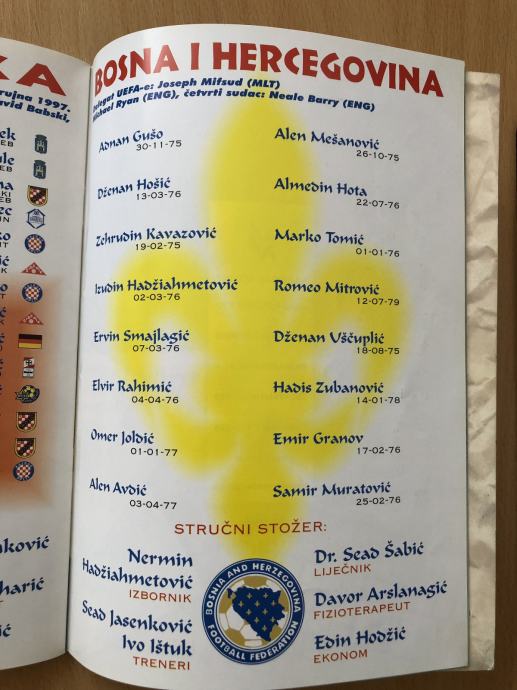 KA
rujna 1997.
avid Babski,
BOSNA I HERCEGOVINA
Delegat UEFA-e: Joseph Mifsud (MLT)
Michael Ryan (ENG), četvrti sudac: Neale Barry (ENG)
Adnan Gušo
30-11-75
Dženan Hošić
13-03-76
Zehrudin Kavazović
19-02-75
Izudin Hadžiahmetović
02-03-76
Ervin Smajlagić
07-03-76
Elvir Rahimić
04-04-76
Omer Joldić
01-01-77
Alen Avdić
03-04-77
Alen Mešanović
26-10-75
Almedin Hota
22-07-76
Marko Tomić
01-01-76
Romeo Mitrović
12-07-79
Dženan Uščuplić
18-08-75
Hadis Zubanović
14-01-78
Emir Granov
17-02-76
Samir Muratović
25-02-76
STRUČNI STOŽER:
Nermin
Hadžiahmetović
IZBORNIK
Sead Jasenković
Ivo Ištuk
TRENERI
BOSNIA AND HERZEGOVINA
FOOTBALL FEDERATION
Dr. Sead Šabić
LIJEČNIK
Davor Arslanagić
FIZIOTERAPEUT
Edin Hodžić
EKONOM